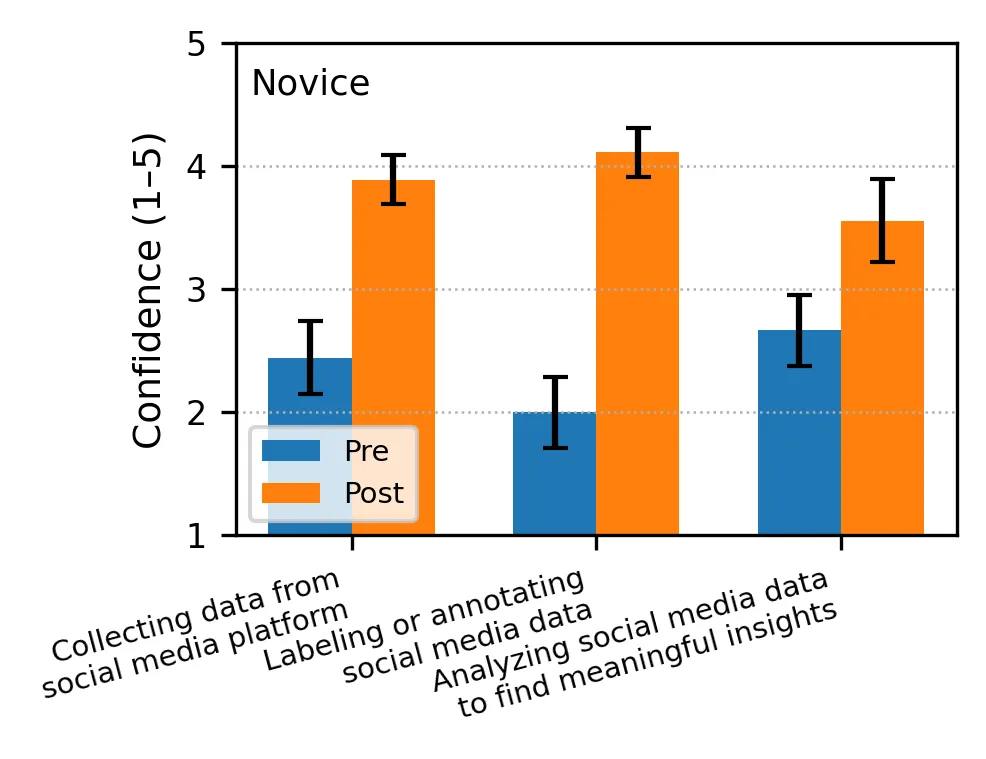 Novice
Confidence (1–5)
5
4
3
2
1
Pre
Post
Collecting data from
social media platform
Labeling or annotating
social media data
Analyzing social media data
to find meaningful insights